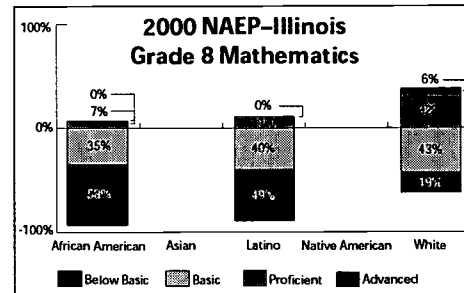 2000 NAEP–Illinois
Grade 8 Mathematics
100%
0%
-100%
0%
7%
35%
58%
0%
40%
49%
6%
43%
19%
African American
Asian
Latino
Native American
White
Below Basic
Basic
Proficient
Advanced